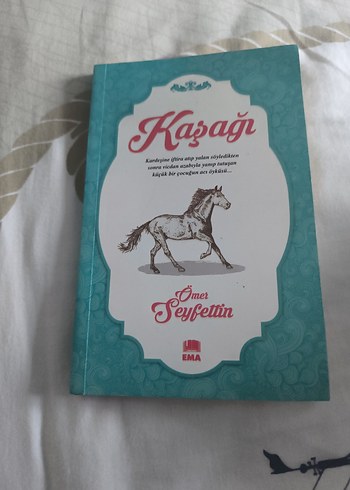 Kaşağı
Kardeşine iftira atıp yalan söyledikten
sonra vicdan azabıyla yanıp tutuşan
küçük bir çocuğun acı öyküsü...
Ömer
Seyfettin
EMA